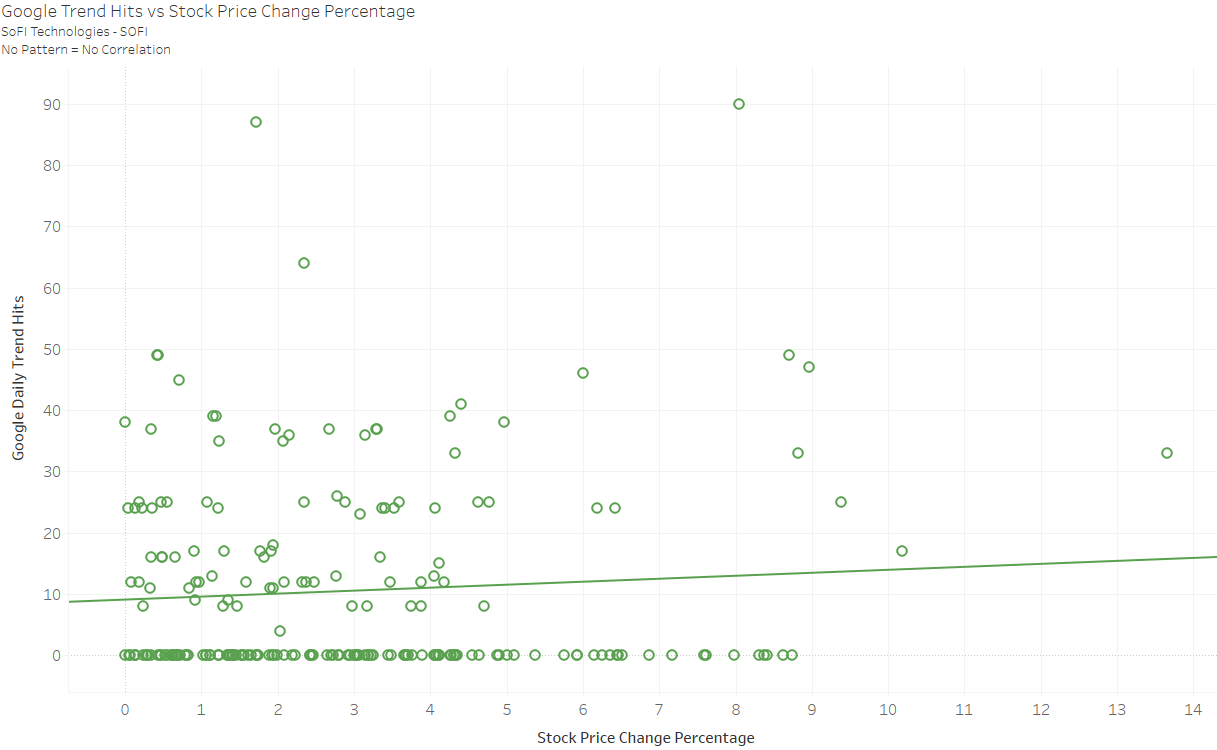 Google Trend Hits vs Stock Price Change Percentage
SoFI Technologies - SOFI
No Pattern = No Correlation
90
80
70
60
50
40
30
20
10
0
Google Daily Trend Hits
0 1 2 3 4 5 6 7 8 9 10 11 12 13 14
Stock Price Change Percentage